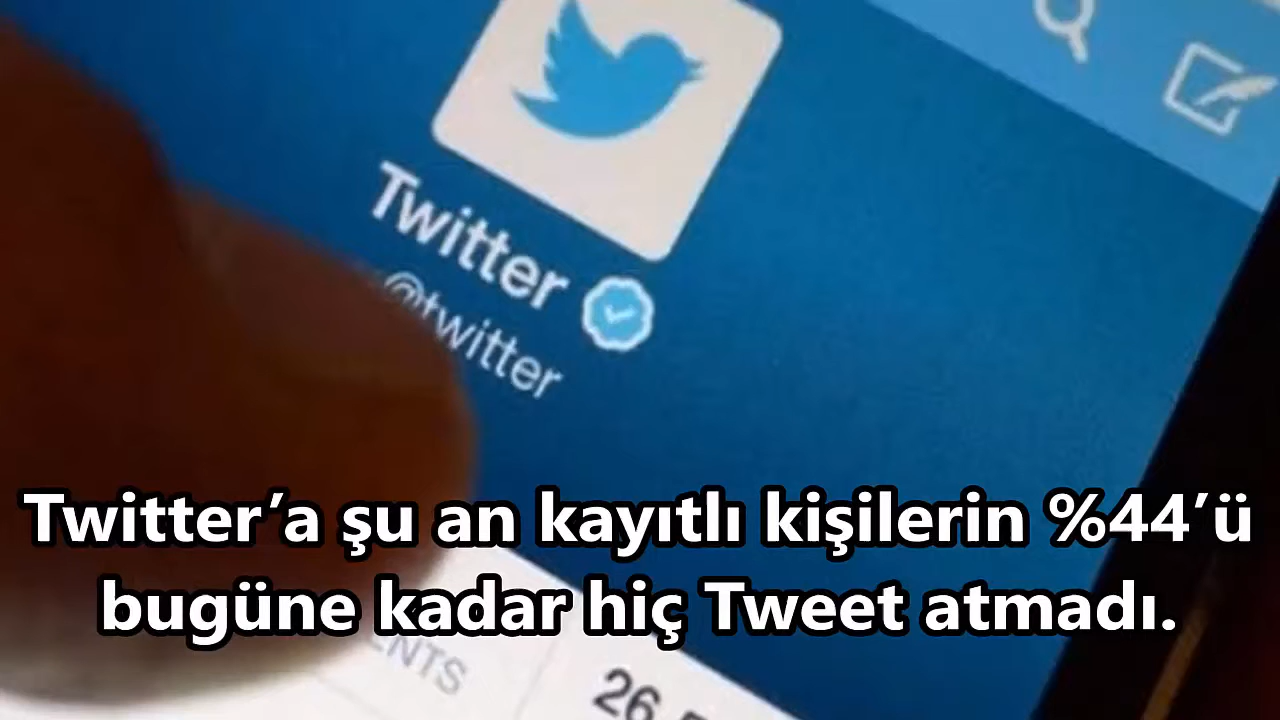 Twitter
@twitter
Twitter’a şu an kayıtlı kişilerin %44’ü
bugüne kadar hiç Tweet atmadı.